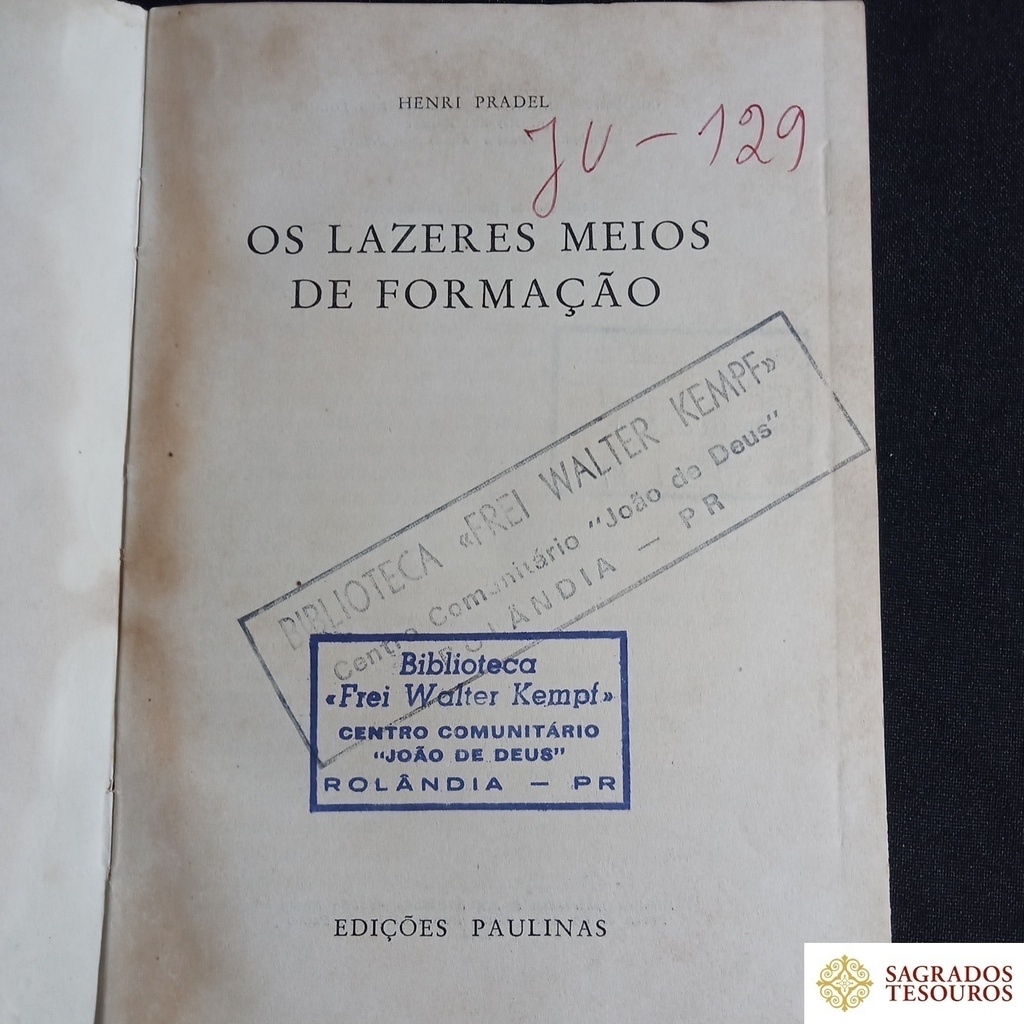 HENRI PRADEL
JU - 129
OS LAZERES MEIOS
DE FORMAÇÃO
BIBLIOTECA «FREI WALTER KEMPF»
Centro Comunitário "João de Deus"
ROLÂNDIA — PR
Biblioteca
«Frei Walter Kempf»
CENTRO COMUNITÁRIO
"JOÃO DE DEUS"
ROLÂNDIA — PR
EDIÇÕES PAULINAS
SAGRADOS
TESOUROS